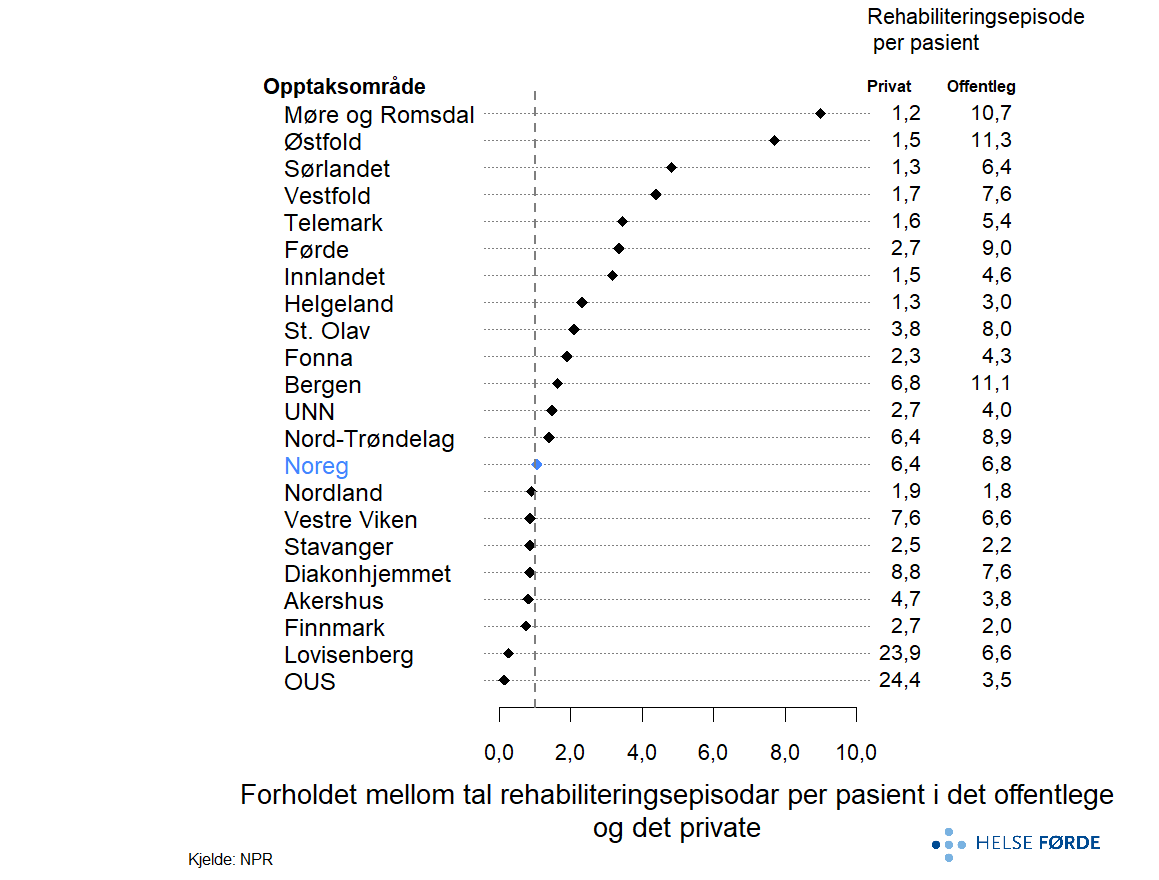 Rehabiliteringsepisode
per pasient
Opptaksområde Privat Offentleg
Møre og Romsdal 1,2 10,7
Østfold 1,5 11,3
Sørlandet 1,3 6,4
Vestfold 1,7 7,6
Telemark 1,6 5,4
Førde 2,7 9,0
Innlandet 1,5 4,6
Helgeland 1,3 3,0
St. Olav 3,8 8,0
Fonna 2,3 4,3
Bergen 6,8 11,1
UNN 2,7 4,0
Nord-Trøndelag 6,4 8,9
Noreg 6,4 6,8
Nordland 1,9 1,8
Vestre Viken 7,6 6,6
Stavanger 2,5 2,2
Diakonhjemmet 8,8 7,6
Akershus 4,7 3,8
Finnmark 2,7 2,0
Lovisenberg 23,9 6,6
OUS 24,4 3,5
0,0 2,0 4,0 6,0 8,0 10,0
Forholdet mellom tal rehabiliteringsepisodar per pasient i det offentlege
og det private
HELSE FØRDE
Kjelde: NPR